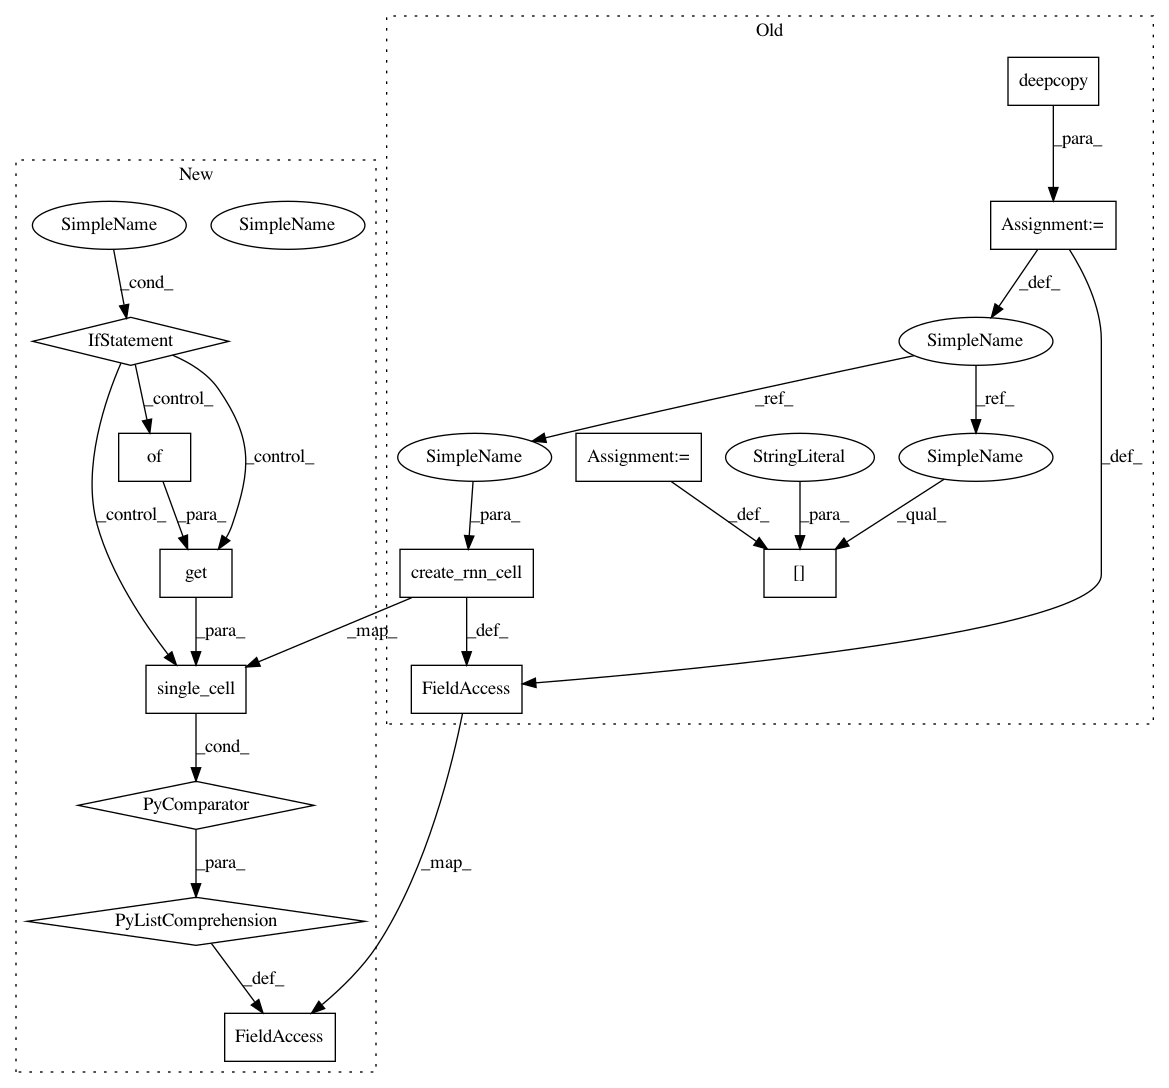 Old
deepcopy
_para_
New
SimpleName
SimpleName
Assignment:=
_cond_
_def_
IfStatement
SimpleName
_control_
_ref_
_ref_
of
_control_
SimpleName
Assignment:=
StringLiteral
SimpleName
_def_
_control_
_para_
_para_
_def_
_para_
_qual_
get
create_rnn_cell
[]
_para_
_map_
_def_
single_cell
FieldAccess
_cond_
PyComparator
_para_
_map_
PyListComprehension
_def_
FieldAccess